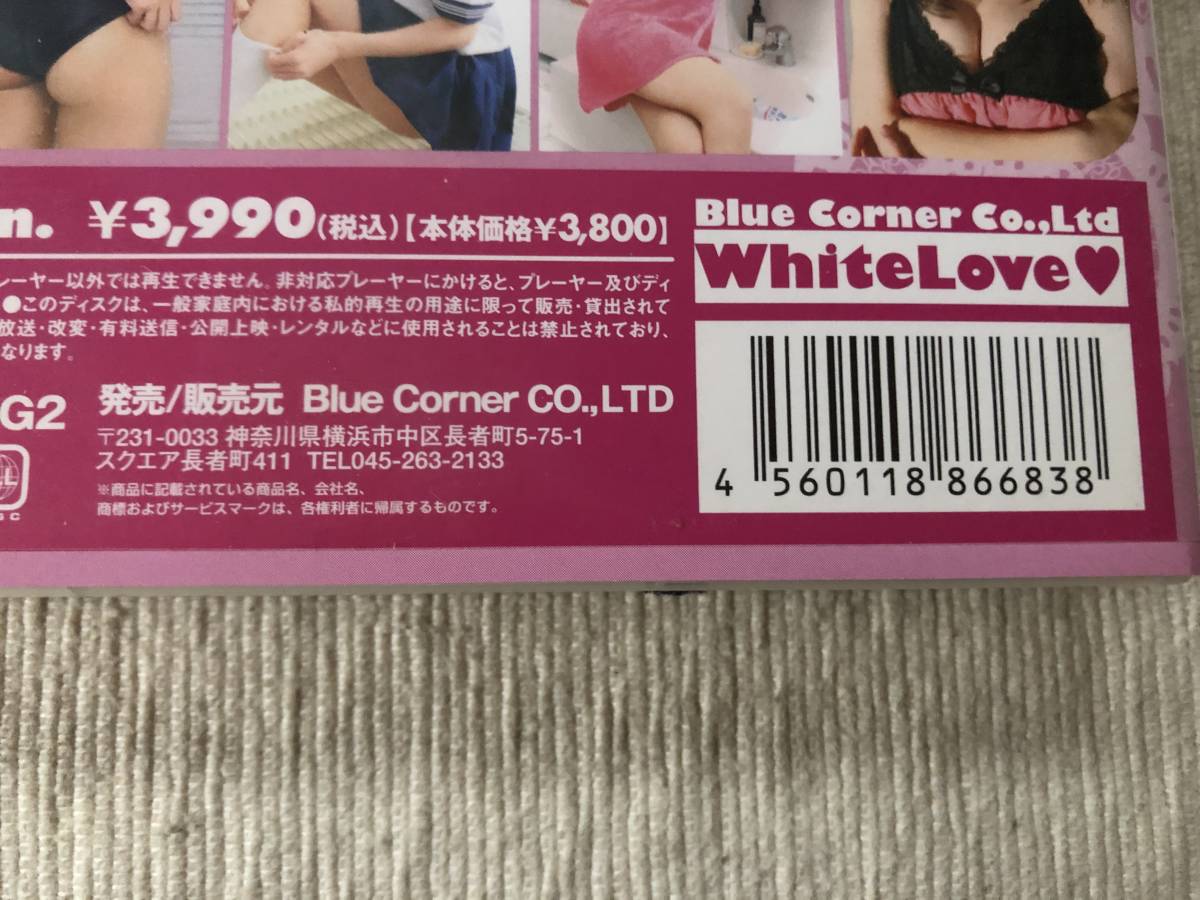 n. ¥3,990(税込)【本体価格¥3,800】
レーヤー以外では再生できません。非対応プレーヤーにかけると、プレーヤー及びディ
●このディスクは、一般家庭内における私的再生の用途に限って販売・貸出されて
放送・改変・有料送信・公開上映・レンタルなどに使用されることは禁止されており、
なります。
G2
発売/販売元 Blue Corner CO.,LTD
〒231-0033 神奈川県横浜市中区長者町5-75-1
スクエア長者町411 TEL045-263-2133
※商品に記載されている商品名、会社名、
商標およびサービスマークは、各権利者に帰属するものです。
Blue Corner Co.,Ltd
WhiteLove♥
4 560118 866838